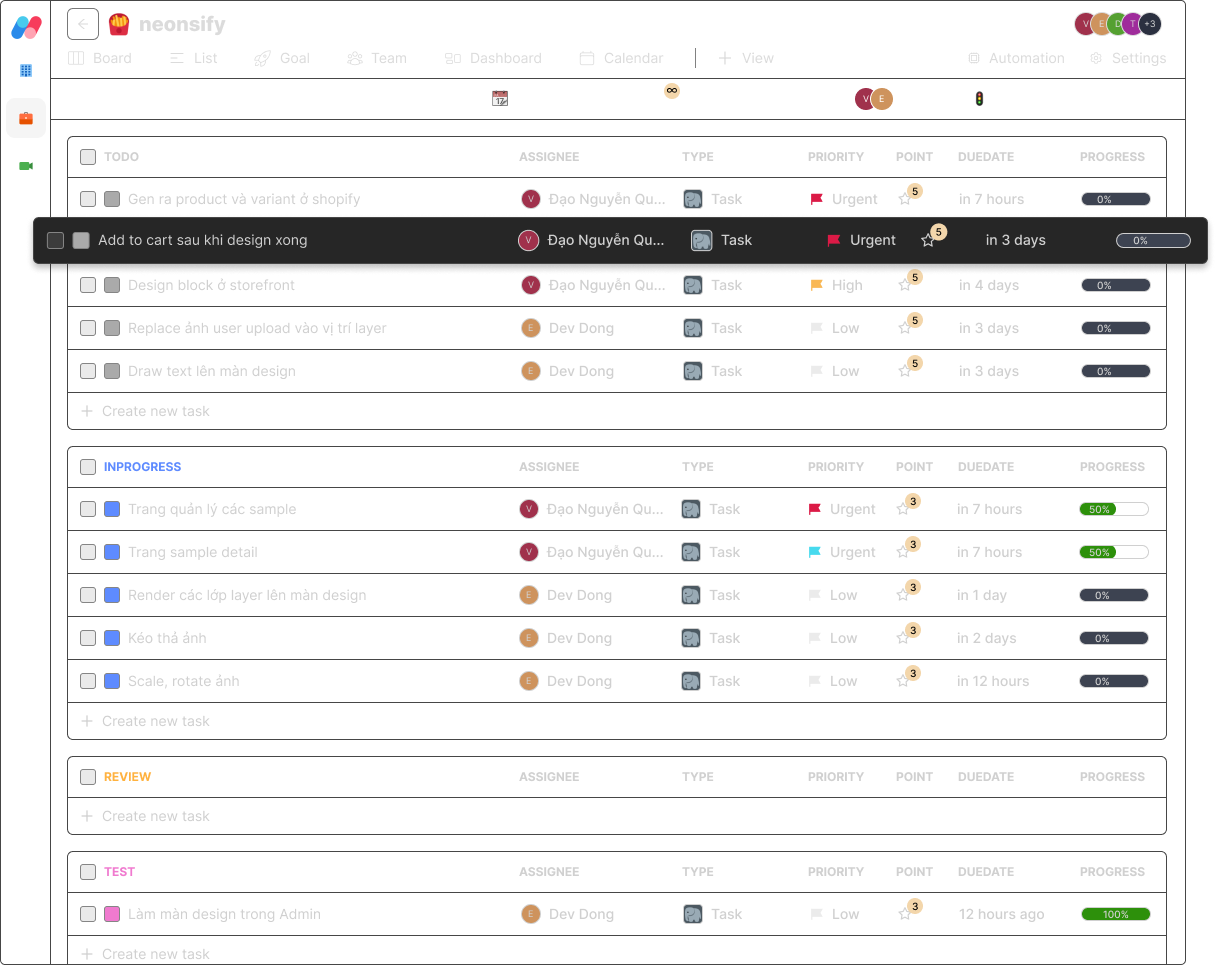 neonsify
V E D T +3
Board List Goal Team Dashboard Calendar View Automation Settings
17 ∞ V E
TODO ASSIGNEE TYPE PRIORITY POINT DUEDATE PROGRESS
Gen ra product và variant ở shopify V Đạo Nguyễn Qu... Task Urgent 5 in 7 hours 0%
Add to cart sau khi design xong V Đạo Nguyễn Qu... Task Urgent 5 in 3 days 0%
Design block ở storefront V Đạo Nguyễn Qu... Task High 5 in 4 days 0%
Replace ảnh user upload vào vị trí layer E Dev Dong Task Low 5 in 3 days 0%
Draw text lên màn design E Dev Dong Task Low 5 in 3 days 0%
Create new task
INPROGRESS ASSIGNEE TYPE PRIORITY POINT DUEDATE PROGRESS
Trang quản lý các sample V Đạo Nguyễn Qu... Task Urgent 3 in 7 hours 50%
Trang sample detail V Đạo Nguyễn Qu... Task Urgent 3 in 7 hours 50%
Render các lớp layer lên màn design E Dev Dong Task Low 3 in 1 day 0%
Kéo thả ảnh E Dev Dong Task Low 3 in 2 days 0%
Scale, rotate ảnh E Dev Dong Task Low 3 in 12 hours 0%
Create new task
REVIEW ASSIGNEE TYPE PRIORITY POINT DUEDATE PROGRESS
Create new task
TEST ASSIGNEE TYPE PRIORITY POINT DUEDATE PROGRESS
Làm màn design trong Admin E Dev Dong Task Low 3 12 hours ago 100%
Create new task